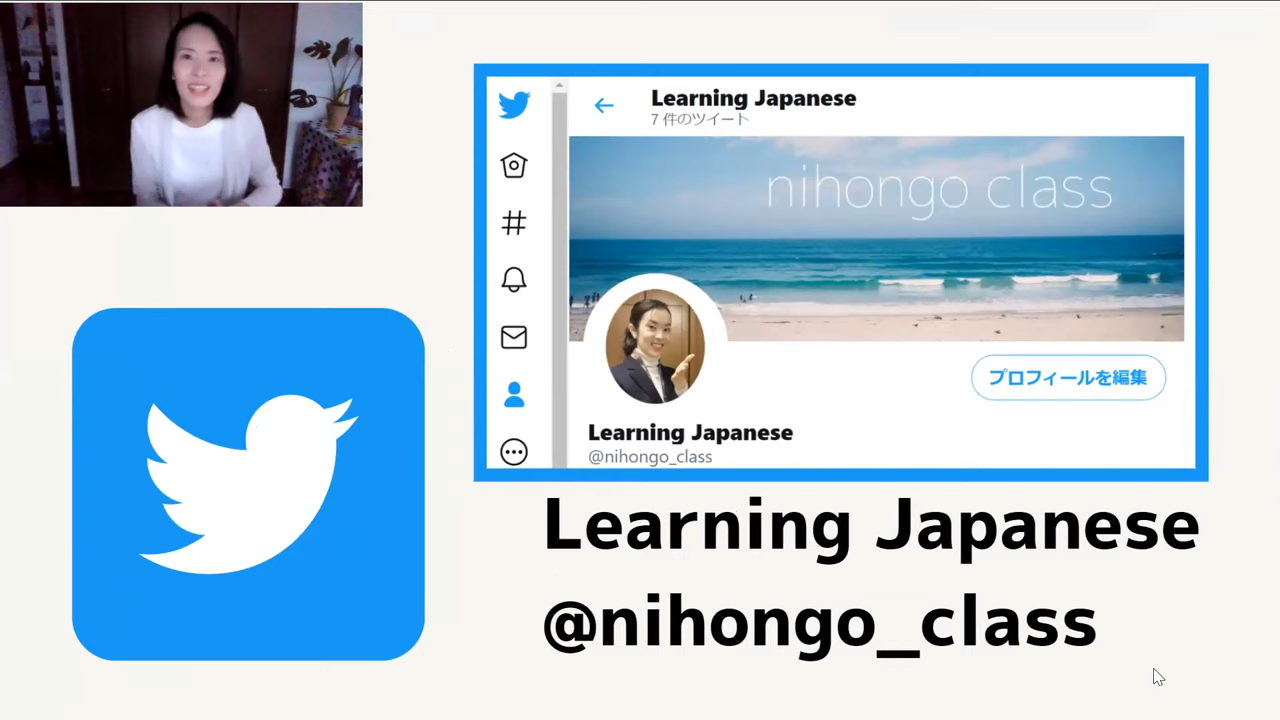 Learning Japanese
7 件のツイート
nihongo class
プロフィールを編集
Learning Japanese
@nihongo_class
Learning Japanese
@nihongo_class